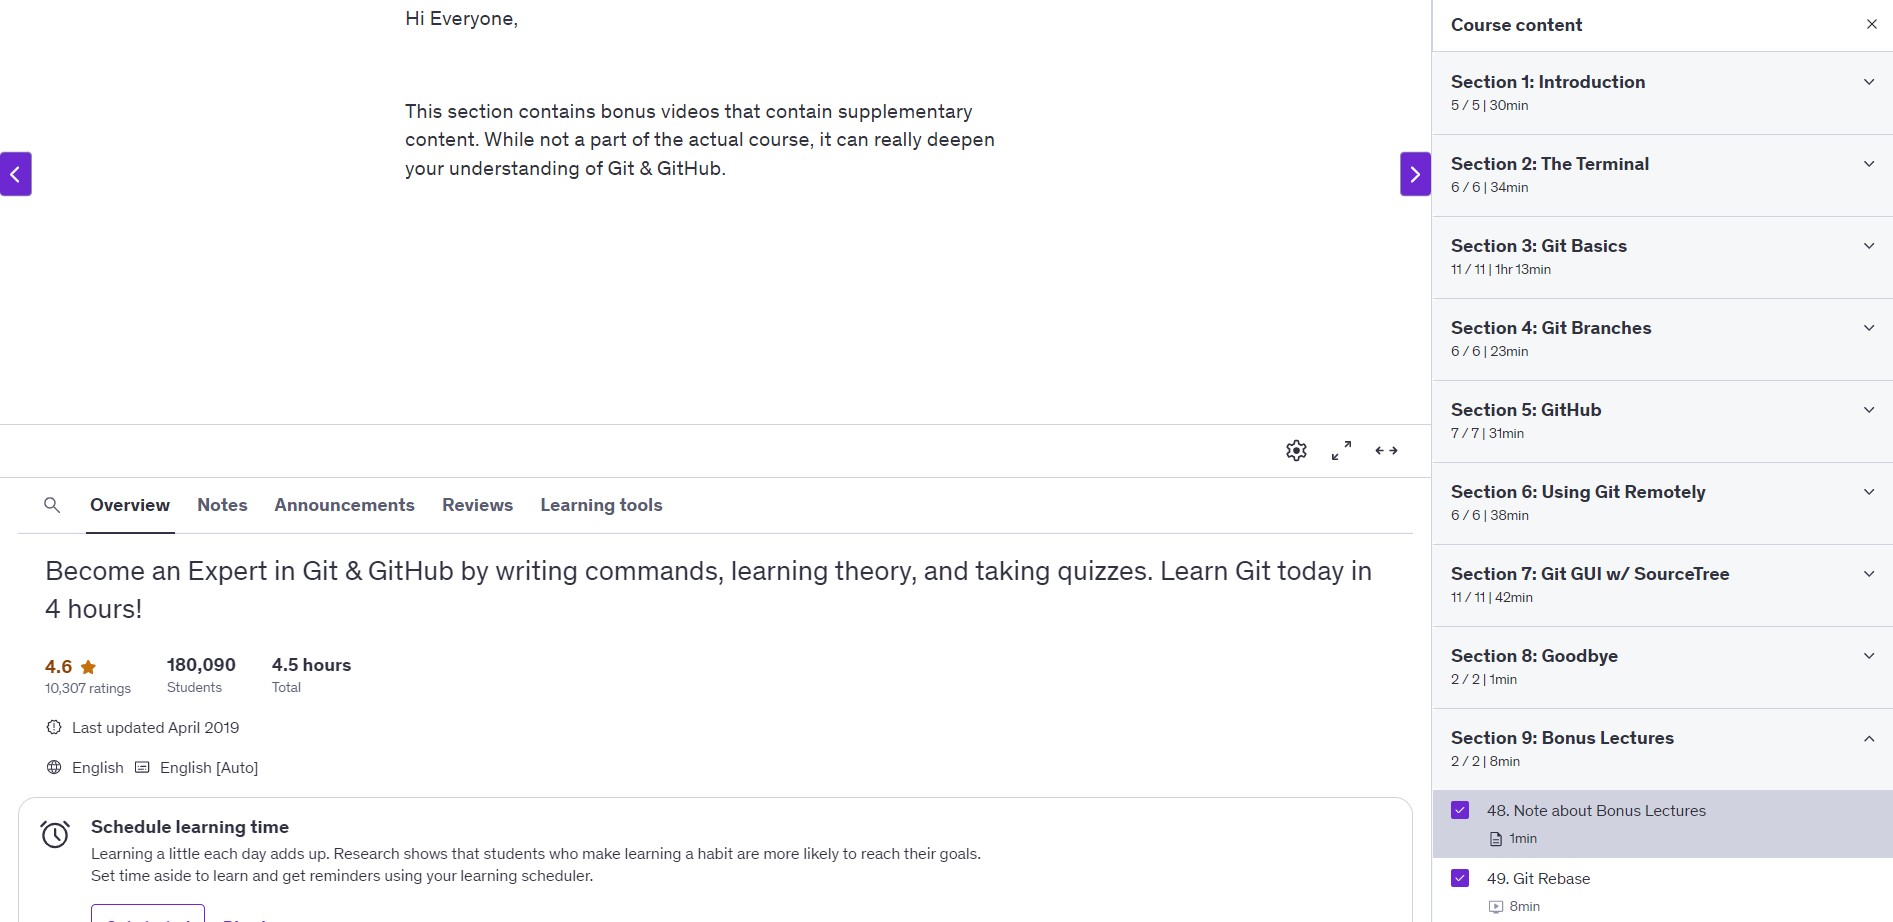 Hi Everyone,
This section contains bonus videos that contain supplementary
content. While not a part of the actual course, it can really deepen
your understanding of Git & GitHub.
Overview Notes Announcements Reviews Learning tools
Become an Expert in Git & GitHub by writing commands, learning theory, and taking quizzes. Learn Git today in
4 hours!
4.6 180,090 4.5 hours
10,307 ratings Students Total
Last updated April 2019
English English [Auto]
Schedule learning time
Learning a little each day adds up. Research shows that students who make learning a habit are more likely to reach their goals.
Set time aside to learn and get reminders using your learning scheduler.
Course content
Section 1: Introduction
5 / 5 | 30min
Section 2: The Terminal
6 / 6 | 34min
Section 3: Git Basics
11 / 11 | 1hr 13min
Section 4: Git Branches
6 / 6 | 23min
Section 5: GitHub
7 / 7 | 31min
Section 6: Using Git Remotely
6 / 6 | 38min
Section 7: Git GUI w/ SourceTree
11 / 11 | 42min
Section 8: Goodbye
2 / 2 | 1min
Section 9: Bonus Lectures
2 / 2 | 8min
48. Note about Bonus Lectures
1min
49. Git Rebase
8min